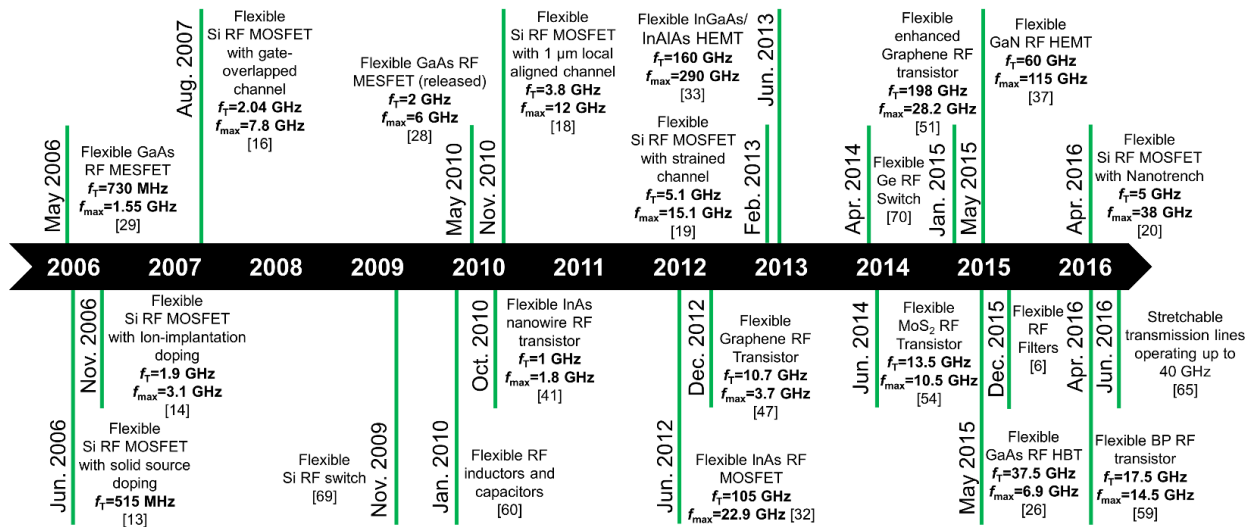 May 2006
Flexible GaAs
RF MESFET
fT=730 MHz
fmax=1.55 GHz
[29]
Aug. 2007
Flexible
Si RF MOSFET
with gate-
overlapped
channel
fT=2.04 GHz
fmax=7.8 GHz
[16]
Flexible GaAs RF
MESFET (released)
fT=2 GHz
fmax=6 GHz
[28]
May 2010
Nov. 2010
Flexible
Si RF MOSFET
with 1 μm local
aligned channel
fT=3.8 GHz
fmax=12 GHz
[18]
Flexible InGaAs/
InAlAs HEMT
fT=160 GHz
fmax=290 GHz
[33]
Jun. 2013
Flexible
Si RF MOSFET
with strained
channel
fT=5.1 GHz
fmax=15.1 GHz
[19]
Feb. 2013
Apr. 2014
Flexible
Ge RF
Switch
[70]
Flexible
enhanced
Graphene RF
transistor
fT=198 GHz
fmax=28.2 GHz
[51]
Jan. 2015
May 2015
Flexible
GaN RF HEMT
fT=60 GHz
fmax=115 GHz
[37]
Apr. 2016
Flexible
Si RF MOSFET
with Nanotrench
fT=5 GHz
fmax=38 GHz
[20]
2006 2007 2008 2009 2010 2011 2012 2013 2014 2015 2016
Nov. 2006
Flexible
Si RF MOSFET
with Ion-implantation
doping
fT=1.9 GHz
fmax=3.1 GHz
[14]
Jun. 2006
Flexible
Si RF MOSFET
with solid source
doping
fT=515 MHz
[13]
Flexible
Si RF switch
[69]
Nov. 2009
Jan. 2010
Flexible RF
inductors and
capacitors
[60]
Oct. 2010
Flexible InAs
nanowire RF
transistor
fT=1 GHz
fmax=1.8 GHz
[41]
Jun. 2012
Flexible InAs RF
MOSFET
fT=105 GHz
fmax=22.9 GHz [32]
Dec. 2012
Flexible
Graphene RF
Transistor
fT=10.7 GHz
fmax=3.7 GHz
[47]
Jun. 2014
Flexible
MoS2 RF
Transistor
fT=13.5 GHz
fmax=10.5 GHz
[54]
May 2015
Flexible
GaAs RF HBT
fT=37.5 GHz
fmax=6.9 GHz
[26]
Dec. 2015
Flexible
RF
Filters
[6]
Apr. 2016
Flexible BP RF
transistor
fT=17.5 GHz
fmax=14.5 GHz
[59]
Jun. 2016
Stretchable
transmission lines
operating up to
40 GHz
[65]